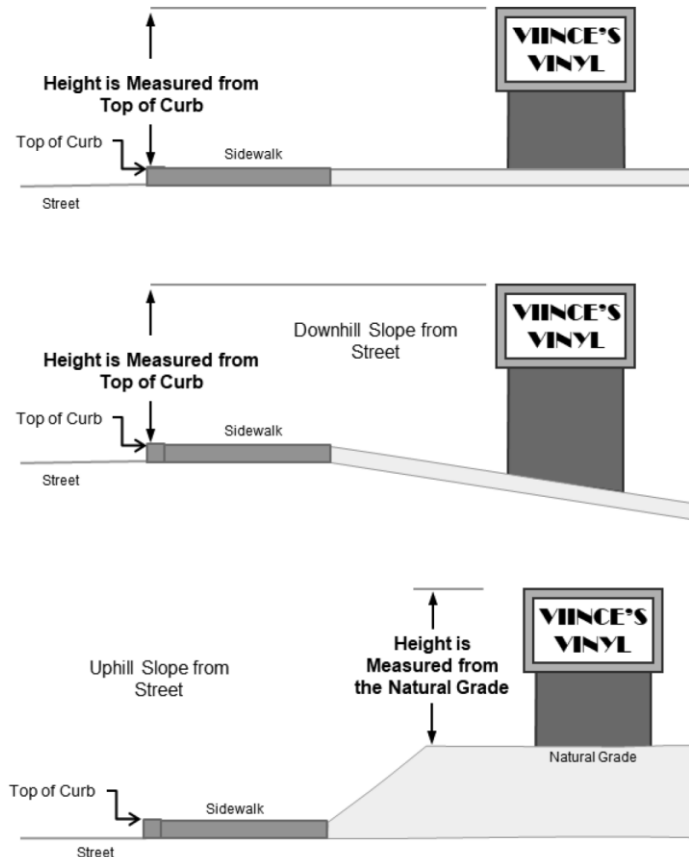 VIINCE'S
VINYL
Height is Measured from
Top of Curb
Top of Curb
Sidewalk
Street
VIINCE'S
VINYL
Downhill Slope from
Street
Height is Measured from
Top of Curb
Top of Curb
Sidewalk
Street
VIINCE'S
VINYL
Height is
Measured from
the Natural Grade
Uphill Slope from
Street
Natural Grade
Top of Curb
Sidewalk
Street